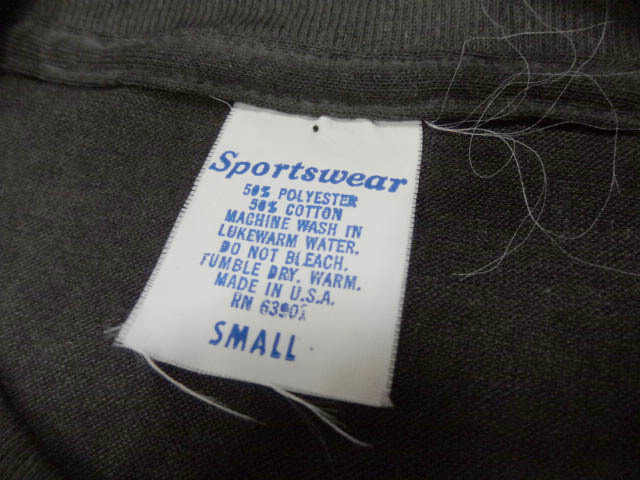 Sportswear
50% POLYESTER
50% COTTON
MACHINE WASH IN
LUKEWARM WATER.
DO NOT BLEACH.
TUMBLE DRY. WARM.
MADE IN U.S.A.
RN 63901
SMALL